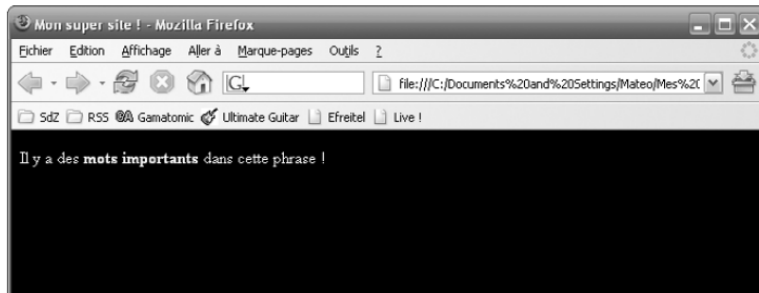 Mon super site ! - Mozilla Firefox
Fichier Edition Affichage Aller à Marque-pages Outils ?
G file:///C:/Documents%20and%20Settings/Mateo/Mes%20
SdZ RSS Gamatomic Ultimate Guitar Efreitel Live !
Il y a des mots importants dans cette phrase !